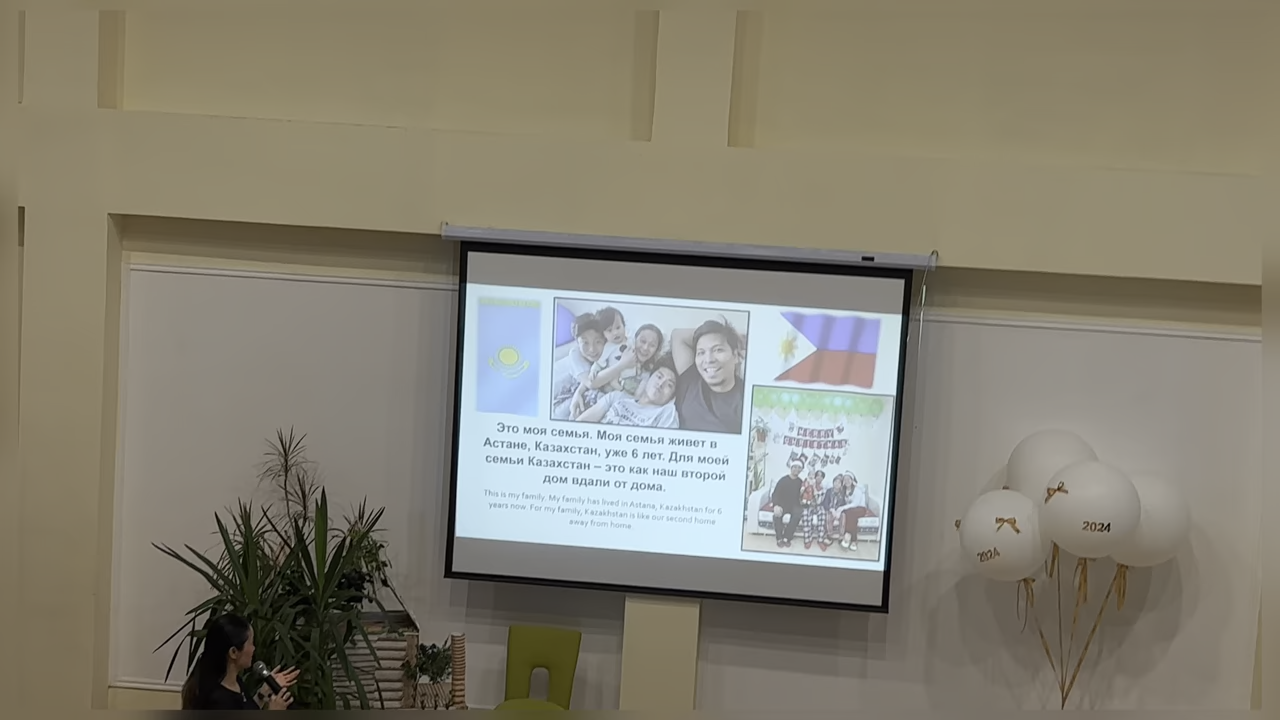 Это моя семья. Моя семья живет в
Астане, Казахстан, уже 6 лет. Для моей
семьи Казахстан – это как наш второй
дом вдали от дома.
This is my family. My family has lived in Astana, Kazakhstan for 6
years now. For my family, Kazakhstan is like our second home
away from home.
MERRY
CHRISTMAS
2024
2024